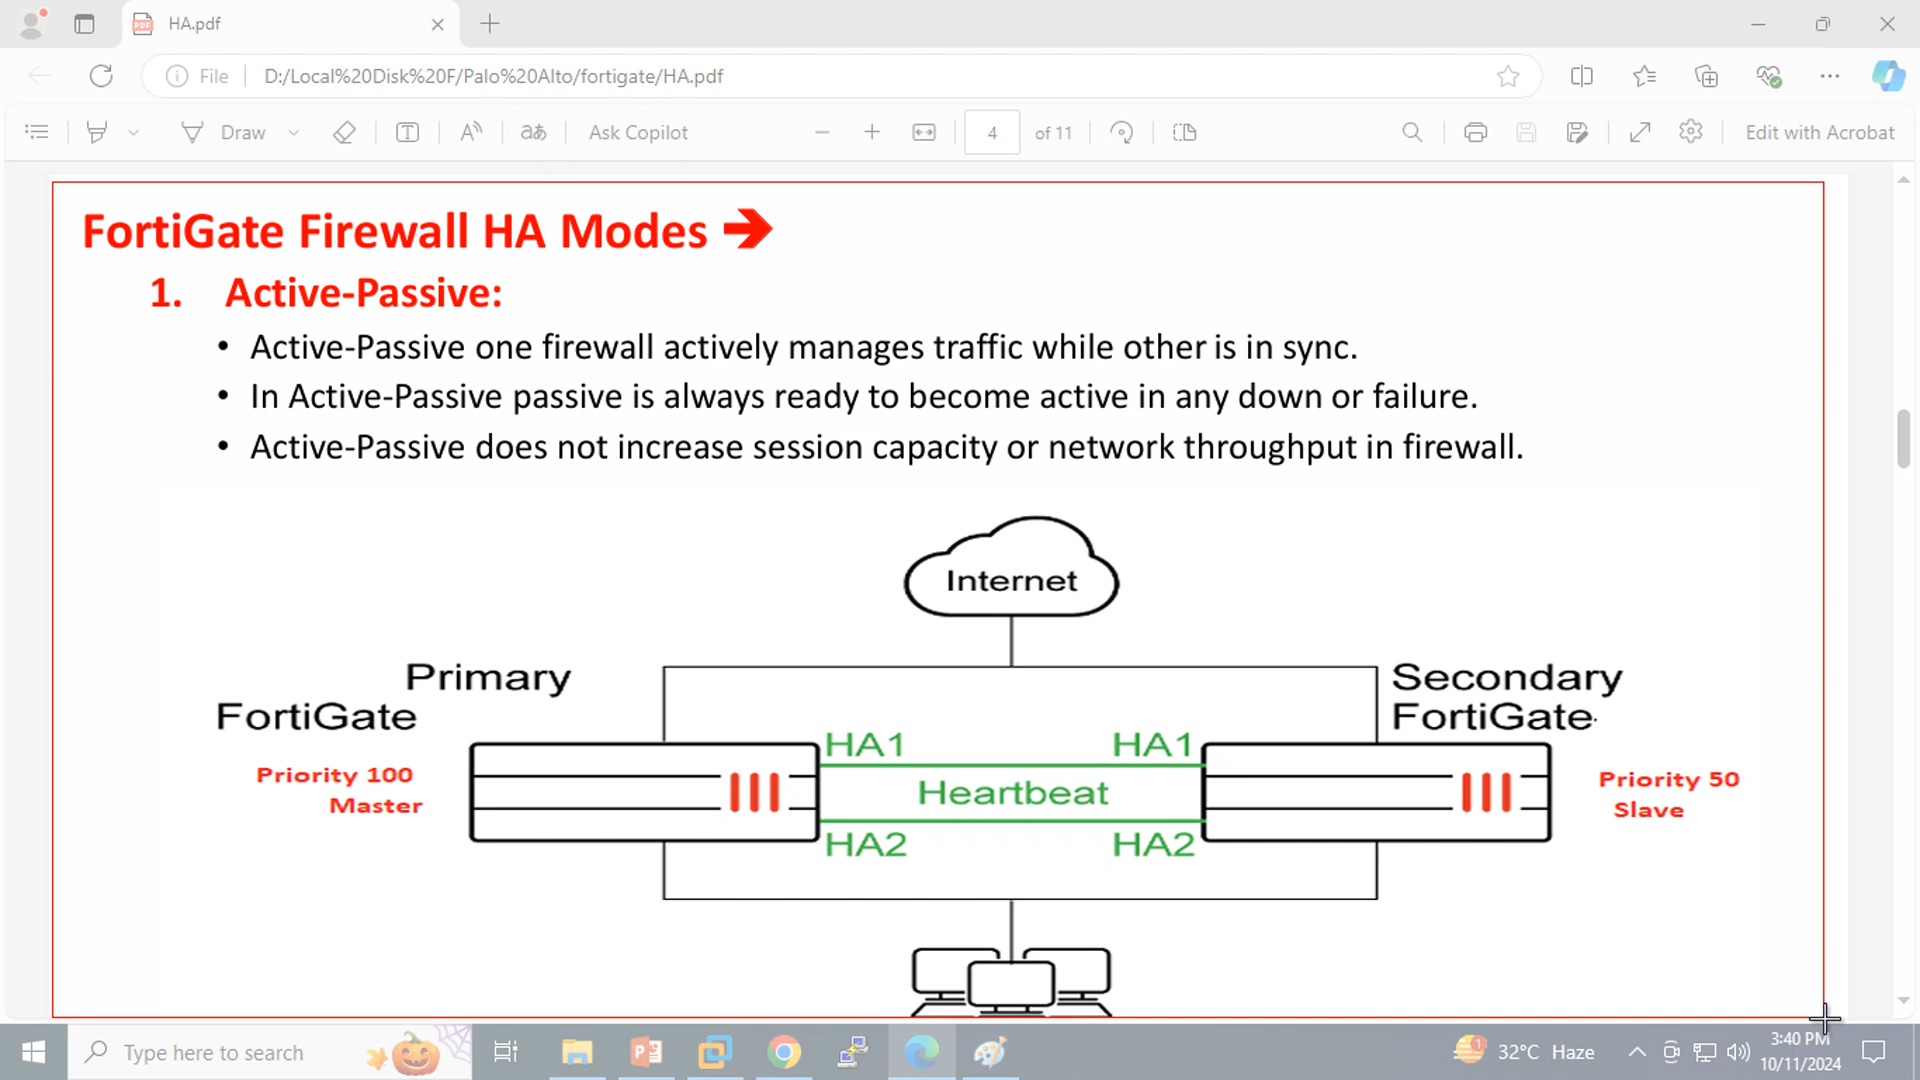 HA.pdf
File
D:/Local%20Disk%20F/Palo%20Alto/fortigate/HA.pdf
Draw
Ask Copilot
4 of 11
Edit with Acrobat
FortiGate Firewall HA Modes ➔
1. Active-Passive:
• Active-Passive one firewall actively manages traffic while other is in sync.
• In Active-Passive passive is always ready to become active in any down or failure.
• Active-Passive does not increase session capacity or network throughput in firewall.
Internet
Primary
FortiGate
Secondary
FortiGate
Priority 100
Master
HA1
HA1
Heartbeat
HA2
HA2
Priority 50
Slave
Type here to search
32°C Haze
3:40 PM
10/11/2024